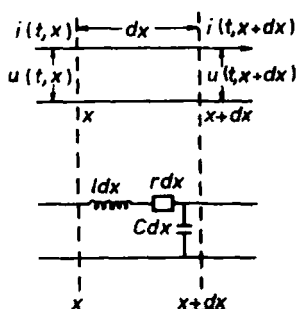 i(t,x) dx i(t,x+dx)
u(t,x) u(t,x+dx)
x x+dx
ldx rdx
Cdx
x x+dx